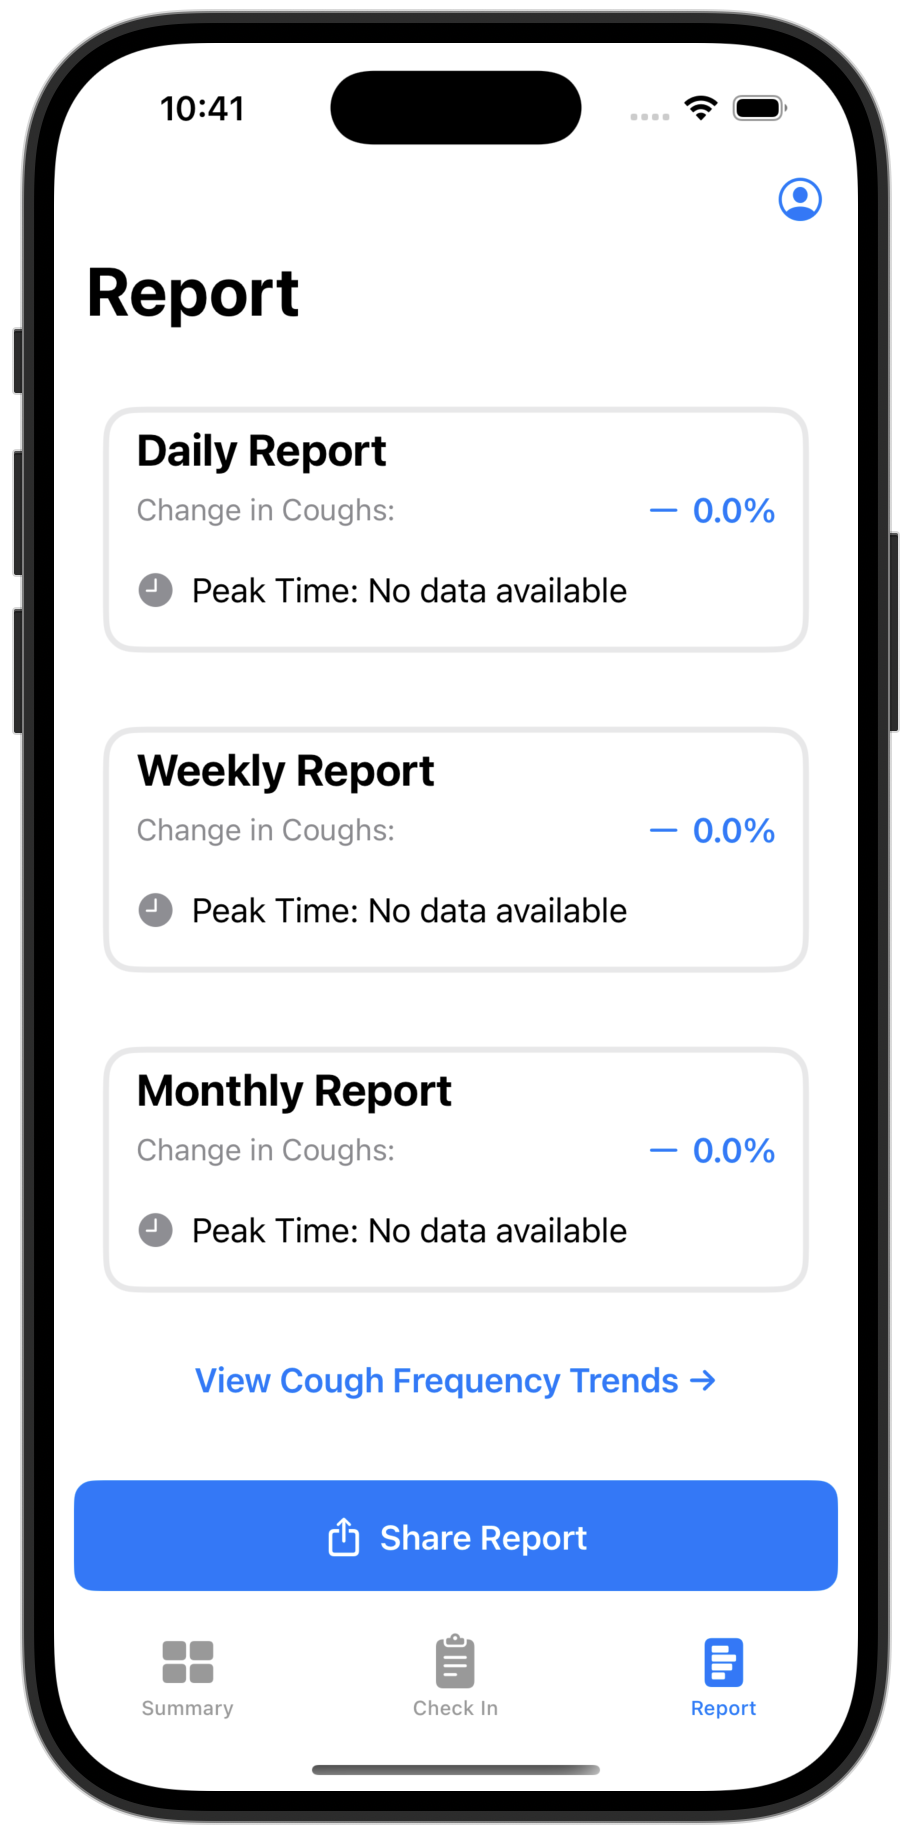 10:41
Report
Daily Report
Change in Coughs: — 0.0%
Peak Time: No data available
Weekly Report
Change in Coughs: — 0.0%
Peak Time: No data available
Monthly Report
Change in Coughs: — 0.0%
Peak Time: No data available
View Cough Frequency Trends →
Share Report
Summary Check In Report